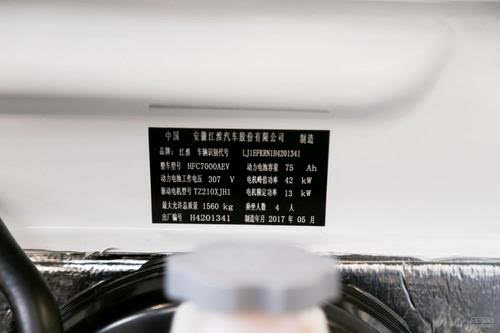 中国 安徽江淮汽车股份有限公司 制造
品牌：江淮 车辆识别代号 LJ1EFKRN1H4201341
整车型号 HFC7000AEV 动力电池容量 75 Ah
动力电池工作电压 307 V 电机峰值功率 42 kW
驱动电机型号 TZ210XJH1 电机额定功率 13 kW
最大允许总质量 1560 kg 乘坐人数 4 人
出厂编号 H4201341 制造年月 2017 年 05 月